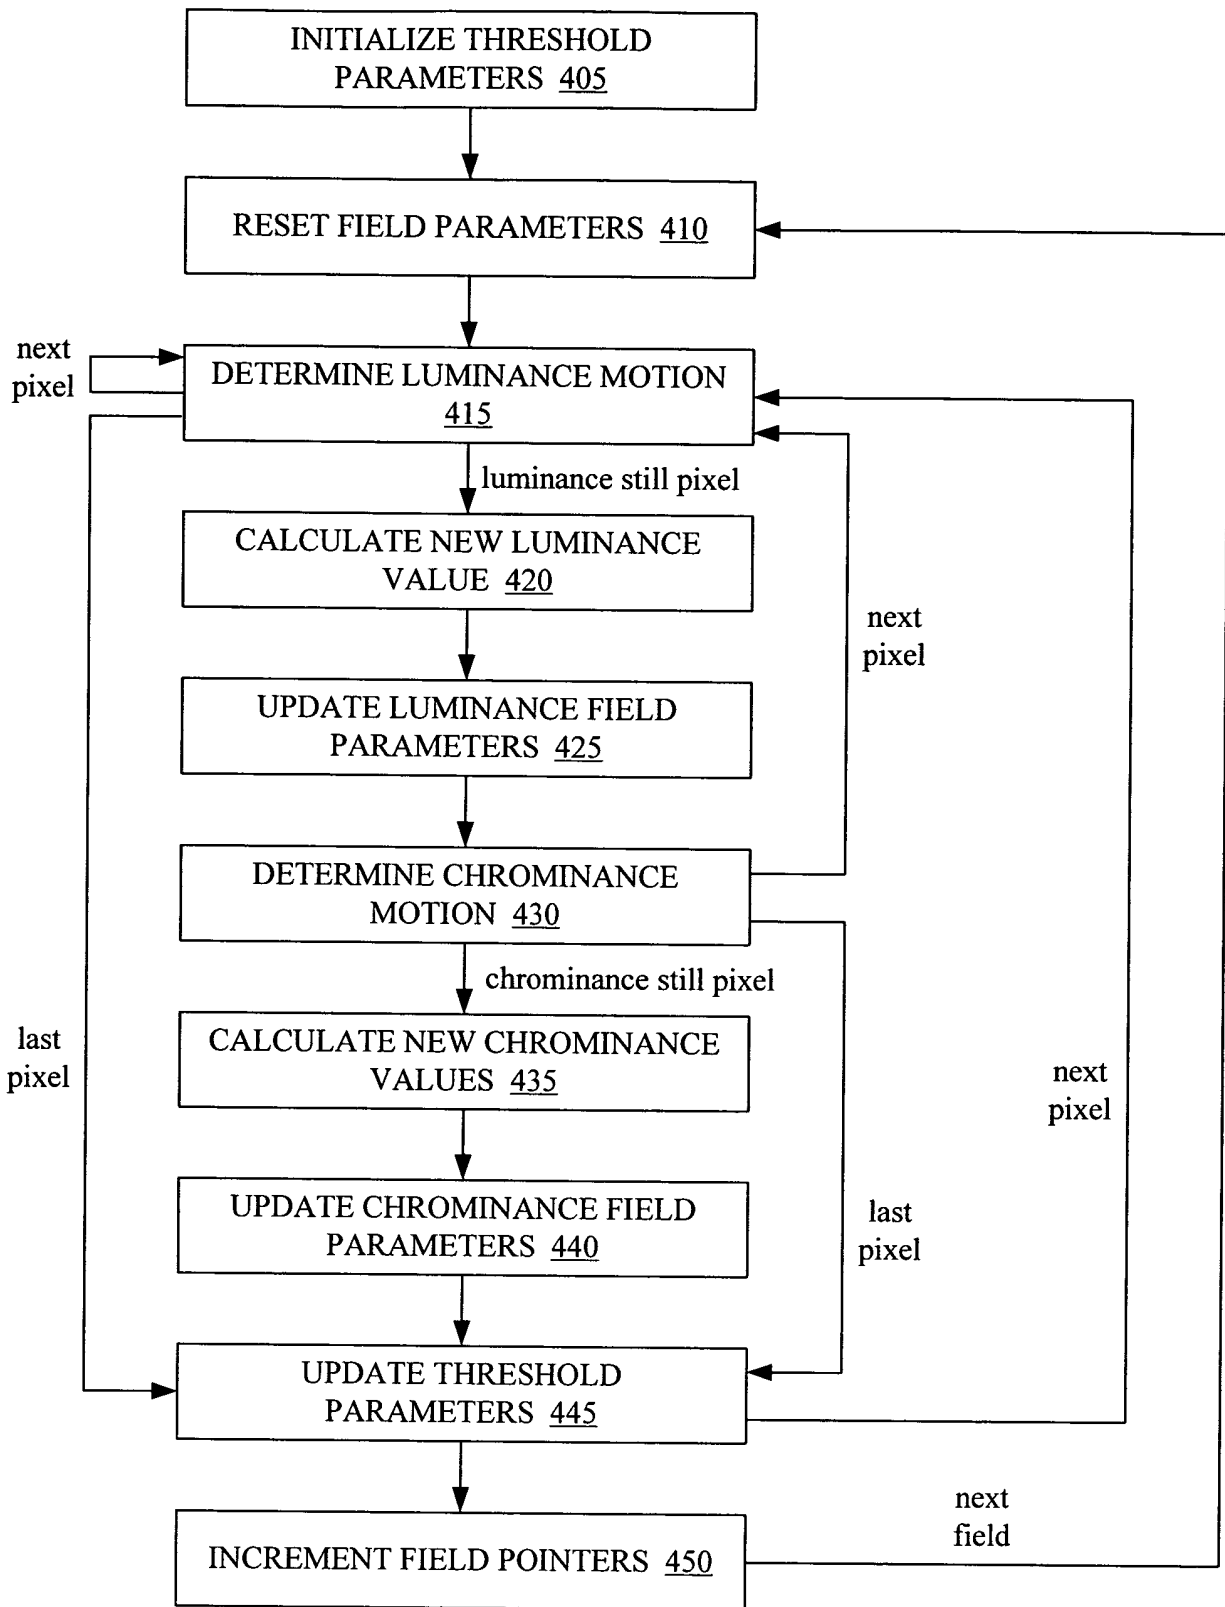 INITIALIZE THRESHOLD
PARAMETERS 405
RESET FIELD PARAMETERS 410
next
pixel
DETERMINE LUMINANCE MOTION
415
luminance still pixel
CALCULATE NEW LUMINANCE
VALUE 420
next
pixel
UPDATE LUMINANCE FIELD
PARAMETERS 425
DETERMINE CHROMINANCE
MOTION 430
chrominance still pixel
last
pixel
CALCULATE NEW CHROMINANCE
VALUES 435
next
pixel
UPDATE CHROMINANCE FIELD
PARAMETERS 440
last
pixel
UPDATE THRESHOLD
PARAMETERS 445
next
field
INCREMENT FIELD POINTERS 450